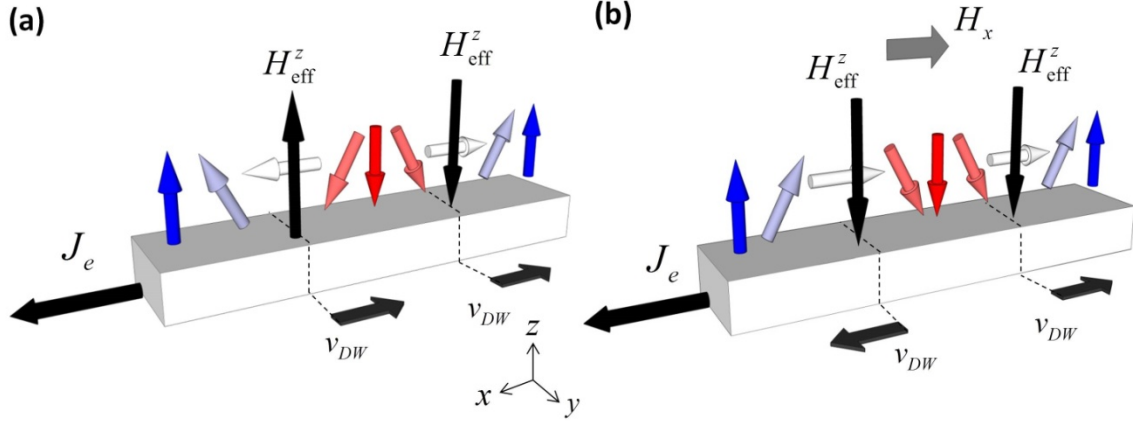 (a)
H^z_eff
H^z_eff
J_e
v_DW
v_DW
z
x
y
(b)
H_x
H^z_eff
H^z_eff
J_e
v_DW
v_DW